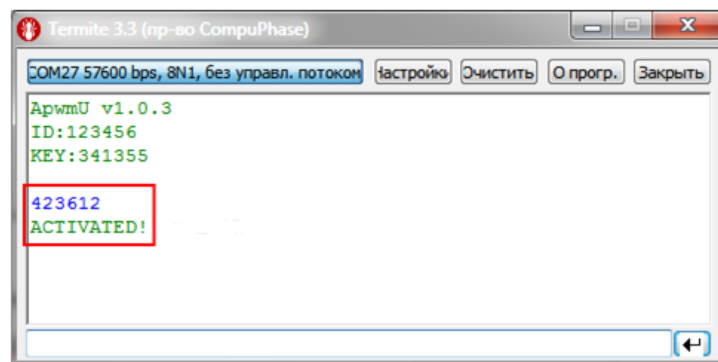 Termite 3.3 (пр-во CompuPhase)
COM27 57600 bps, 8N1, без управл. потоком Настройки Очистить О прогр. Закрыть
ApwmU v1.0.3
ID:123456
KEY:341355
423612
ACTIVATED!